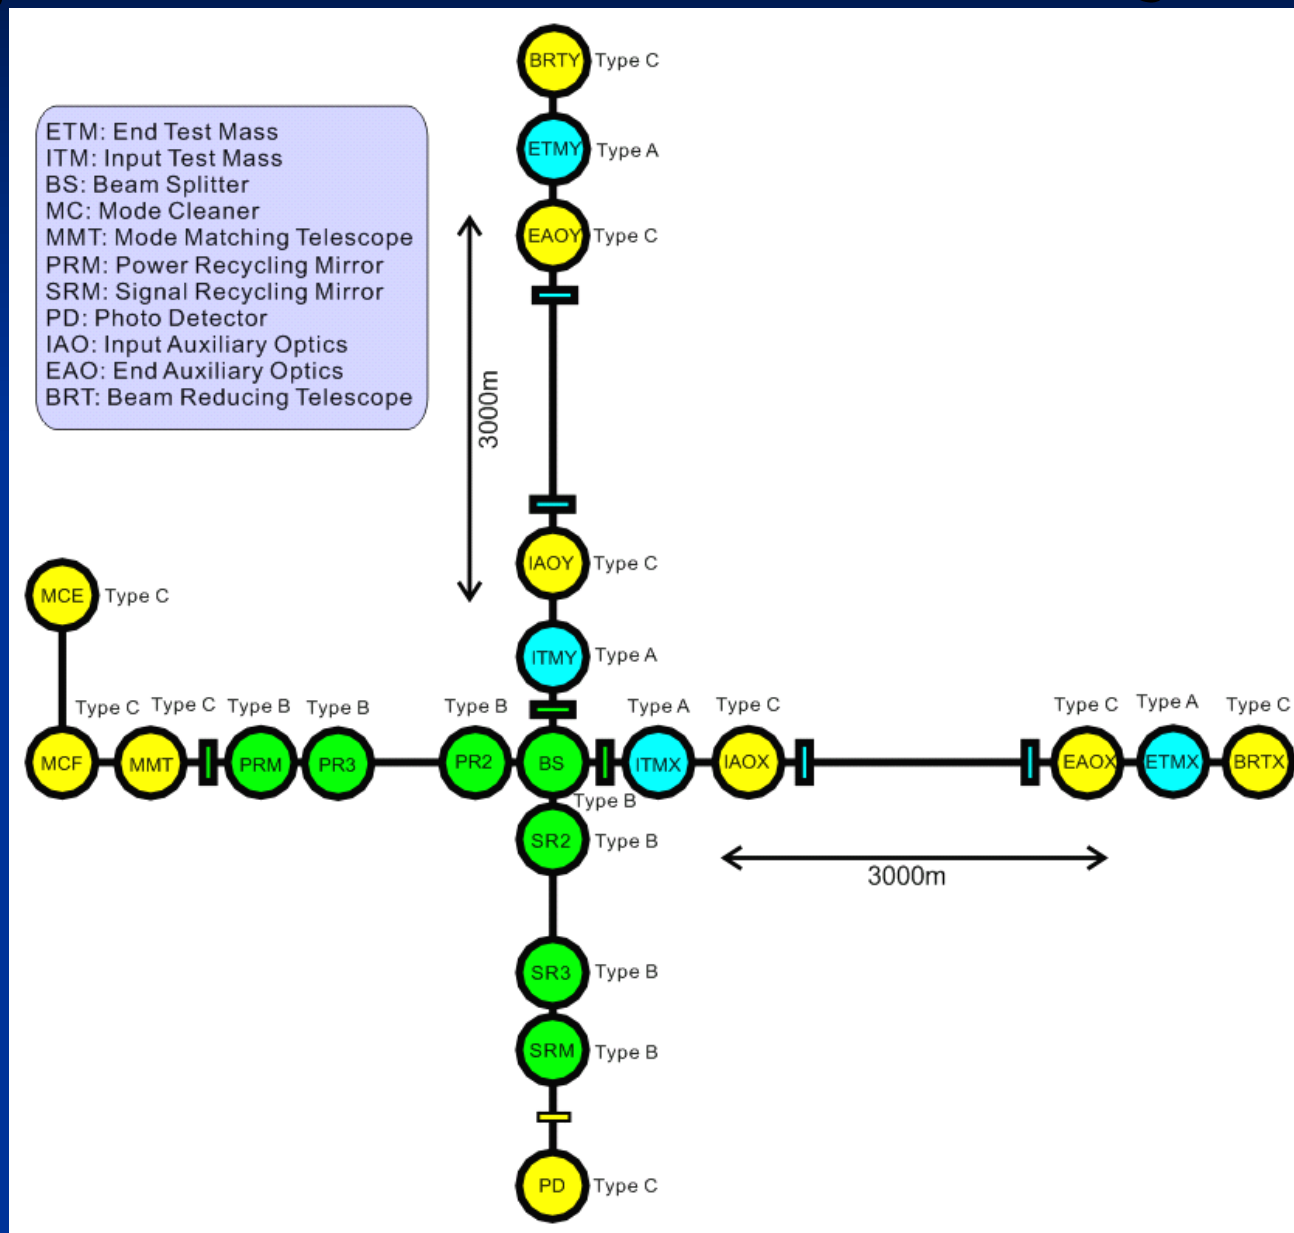 BRTY Type C
ETM: End Test Mass
ITM: Input Test Mass
BS: Beam Splitter
MC: Mode Cleaner
MMT: Mode Matching Telescope
PRM: Power Recycling Mirror
SRM: Signal Recycling Mirror
PD: Photo Detector
IAO: Input Auxiliary Optics
EAO: End Auxiliary Optics
BRT: Beam Reducing Telescope
ETMY Type A
EAOY Type C
3000m
IAOY Type C
MCE Type C
ITMY Type A
Type C Type C Type B Type B Type B Type A Type C Type C Type A Type C
MCF MMT PRM PR3 PR2 BS ITMX IAOX EAOX ETMX BRTX
Type B
SR2 Type B
3000m
SR3 Type B
SRM Type B
PD Type C